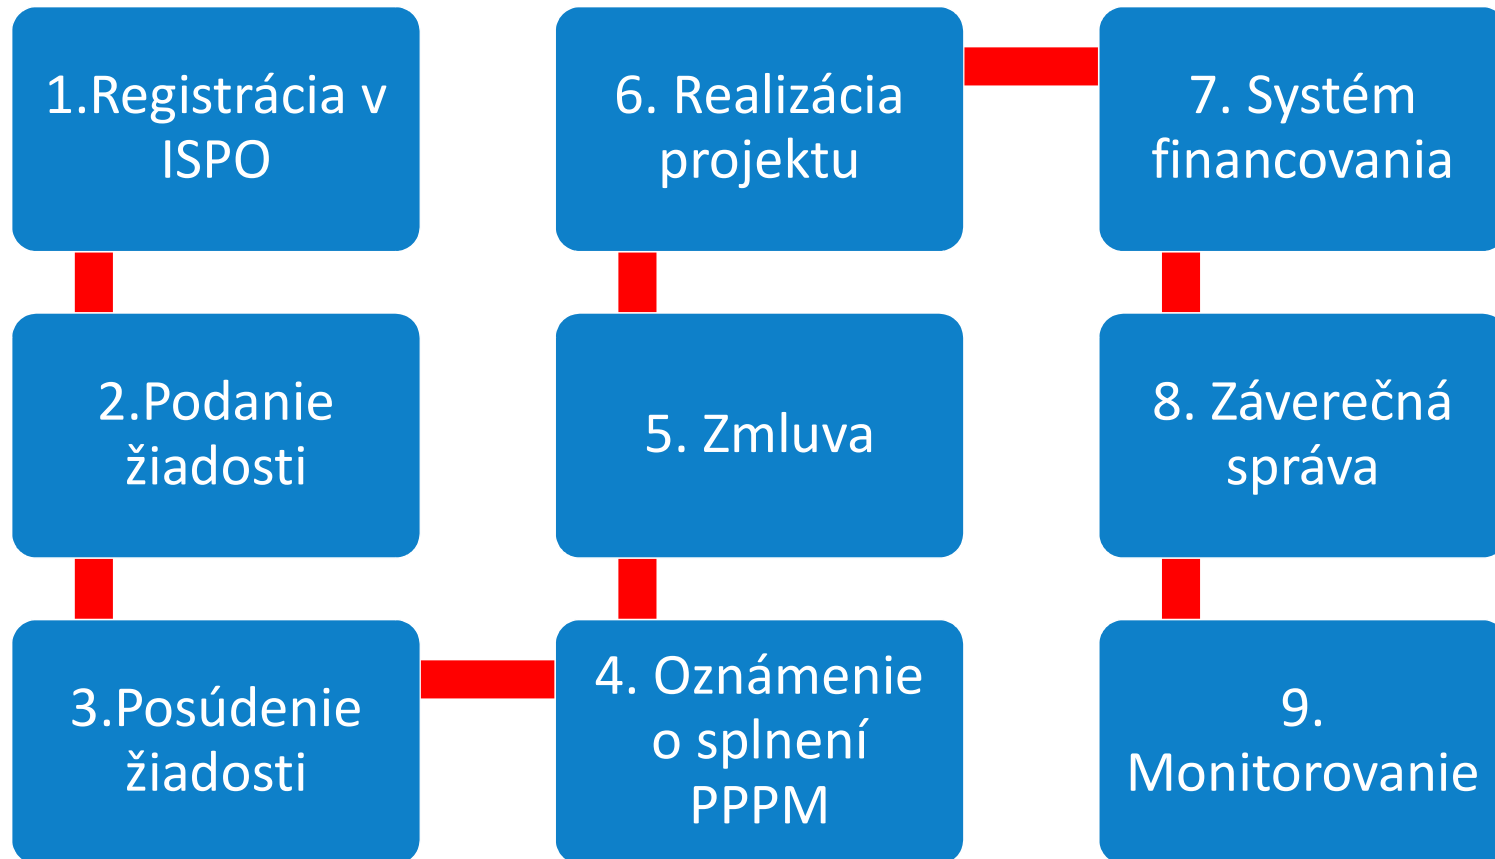 1.Registrácia v
ISPO
2.Podanie
žiadosti
3.Posúdenie
žiadosti
4. Oznámenie
o splnení
PPPM
5. Zmluva
6. Realizácia
projektu
7. Systém
financovania
8. Záverečná
správa
9.
Monitorovanie